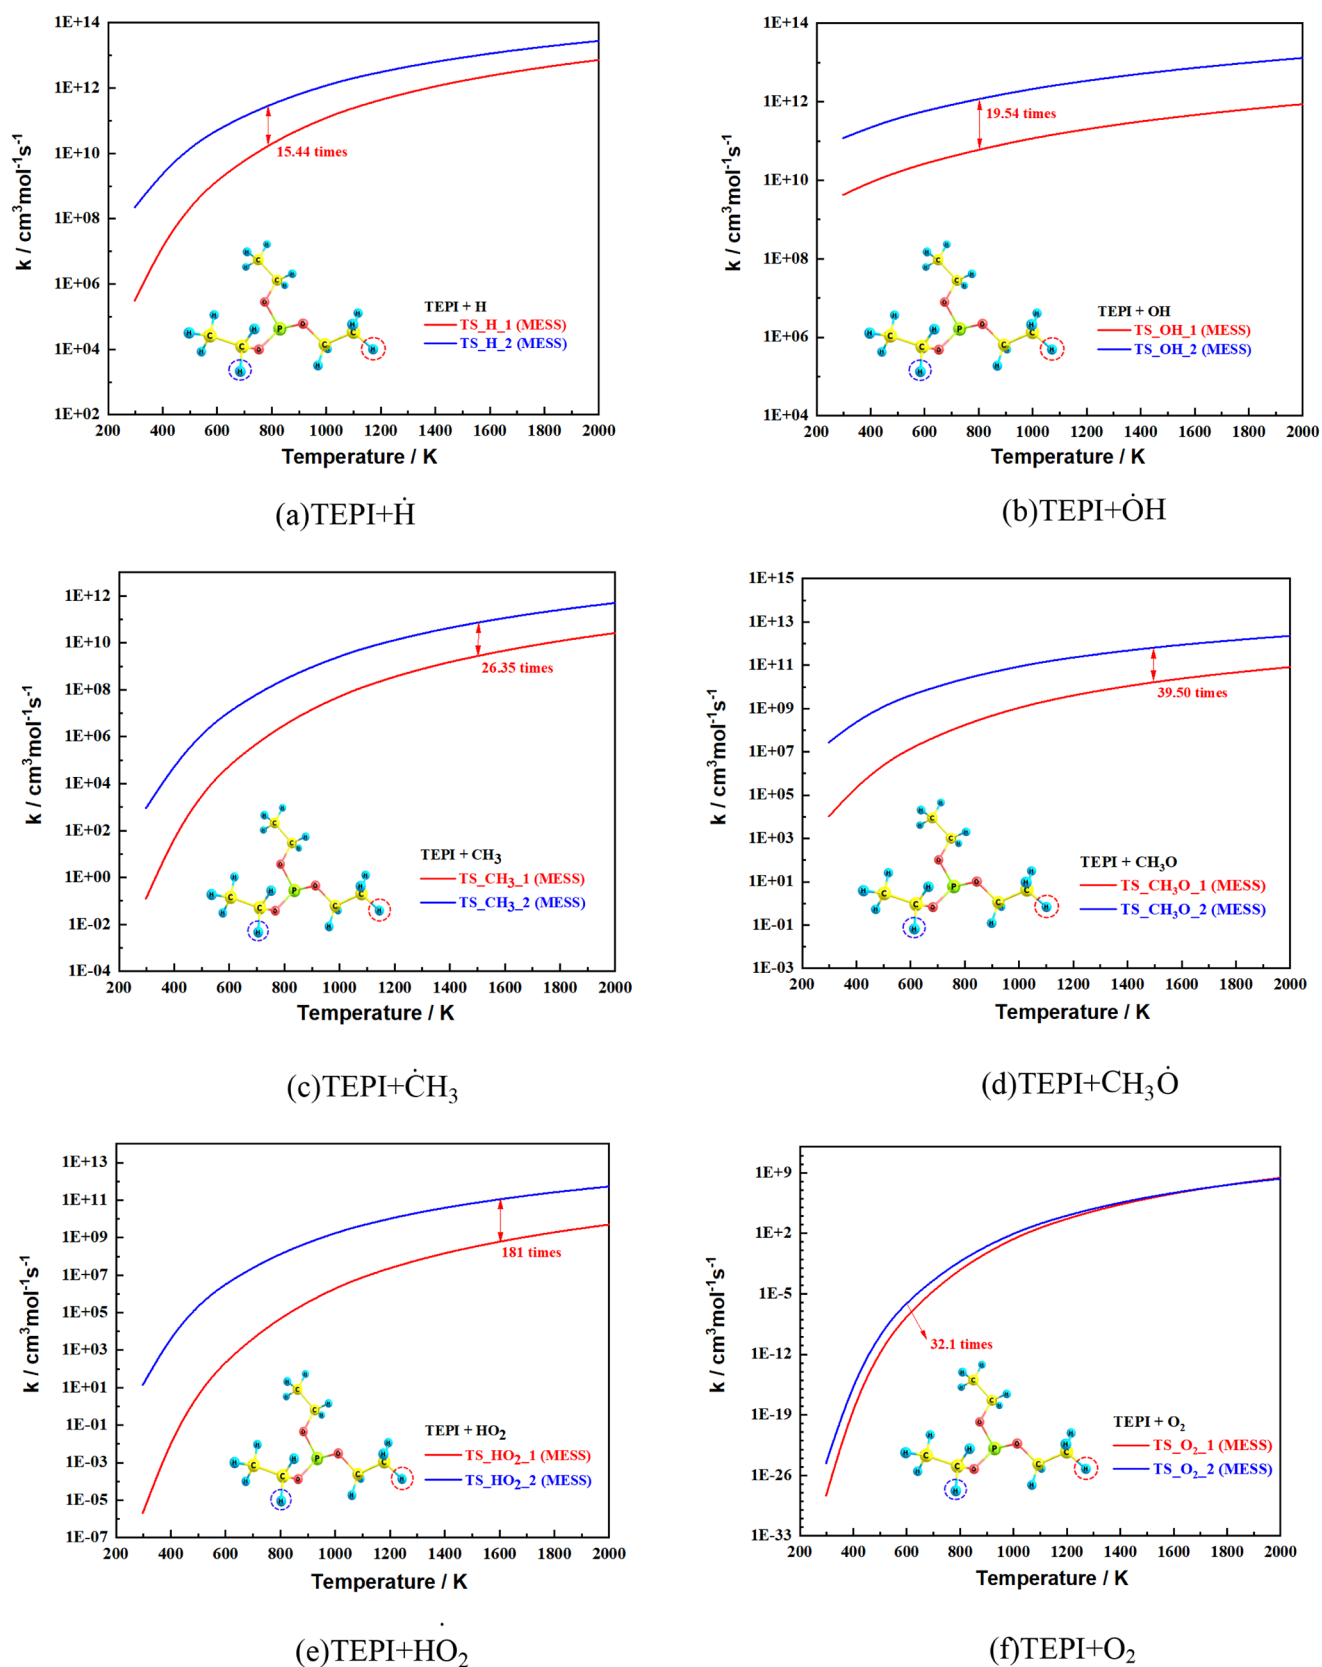 1E+14
1E+12
1E+10
1E+08
1E+06
1E+04
1E+02
k / cm³mol⁻¹s⁻¹
15.44 times
TEPI + H
TS_H_1 (MESS)
TS_H_2 (MESS)
200 400 600 800 1000 1200 1400 1600 1800 2000
Temperature / K
(a)TEPI+Ḣ
1E+14
1E+12
1E+10
1E+08
1E+06
1E+04
k / cm³mol⁻¹s⁻¹
19.54 times
TEPI + OH
TS_OH_1 (MESS)
TS_OH_2 (MESS)
200 400 600 800 1000 1200 1400 1600 1800 2000
Temperature / K
(b)TEPI+ȮH
1E+12
1E+10
1E+08
1E+06
1E+04
1E+02
1E+00
1E-02
1E-04
k / cm³mol⁻¹s⁻¹
26.35 times
TEPI + CH₃
TS_CH₃_1 (MESS)
TS_CH₃_2 (MESS)
200 400 600 800 1000 1200 1400 1600 1800 2000
Temperature / K
(c)TEPI+ĊH₃
1E+15
1E+13
1E+11
1E+09
1E+07
1E+05
1E+03
1E+01
1E-01
1E-03
k / cm³mol⁻¹s⁻¹
39.50 times
TEPI + CH₃O
TS_CH₃O_1 (MESS)
TS_CH₃O_2 (MESS)
200 400 600 800 1000 1200 1400 1600 1800 2000
Temperature / K
(d)TEPI+CH₃Ȯ
1E+13
1E+11
1E+09
1E+07
1E+05
1E+03
1E+01
1E-01
1E-03
1E-05
1E-07
k / cm³mol⁻¹s⁻¹
181 times
TEPI + HO₂
TS_HO₂_1 (MESS)
TS_HO₂_2 (MESS)
200 400 600 800 1000 1200 1400 1600 1800 2000
Temperature / K
(e)TEPI+HȮ₂
1E+9
1E+2
1E-5
1E-12
1E-19
1E-26
1E-33
k / cm³mol⁻¹s⁻¹
32.1 times
TEPI + O₂
TS_O₂_1 (MESS)
TS_O₂_2 (MESS)
200 400 600 800 1000 1200 1400 1600 1800 2000
Temperature / K
(f)TEPI+O₂